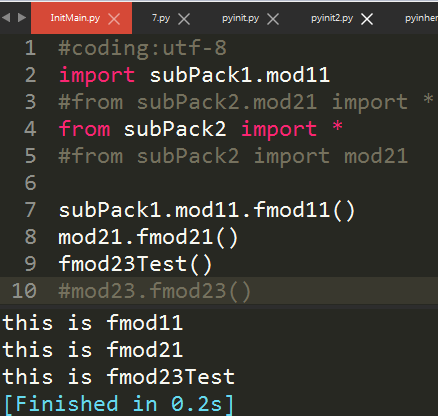 InitMain.py 7.py pyinit.py pyinit2.py pyinher
1 #coding:utf-8
2 import subPack1.mod11
3 #from subPack2.mod21 import *
4 from subPack2 import *
5 #from subPack2 import mod21
6
7 subPack1.mod11.fmod11()
8 mod21.fmod21()
9 fmod23Test()
10 #mod23.fmod23()
this is fmod11
this is fmod21
this is fmod23Test
[Finished in 0.2s]